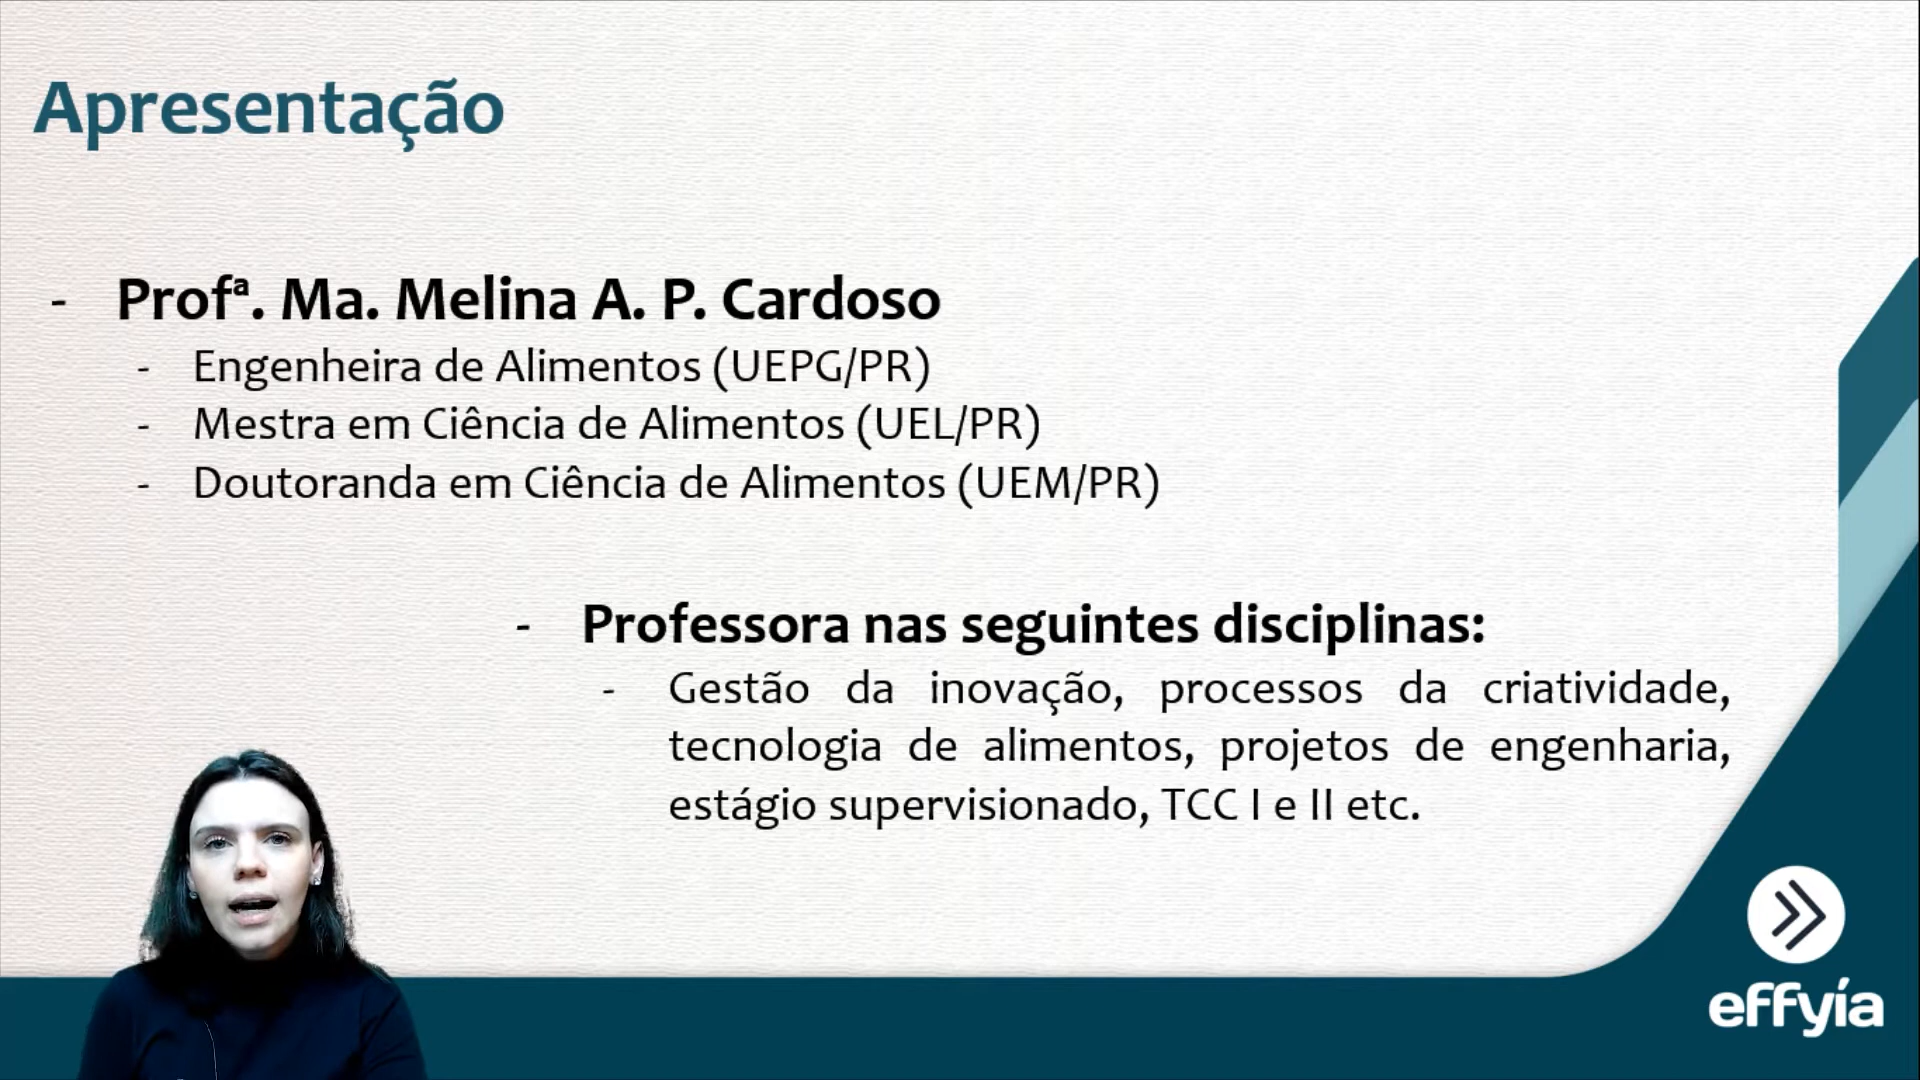 Apresentação
- Profª. Ma. Melina A. P. Cardoso
- Engenheira de Alimentos (UEPG/PR)
- Mestra em Ciência de Alimentos (UEL/PR)
- Doutoranda em Ciência de Alimentos (UEM/PR)
- Professora nas seguintes disciplinas:
- Gestão da inovação, processos da criatividade,
tecnologia de alimentos, projetos de engenharia,
estágio supervisionado, TCC I e II etc.
effyía